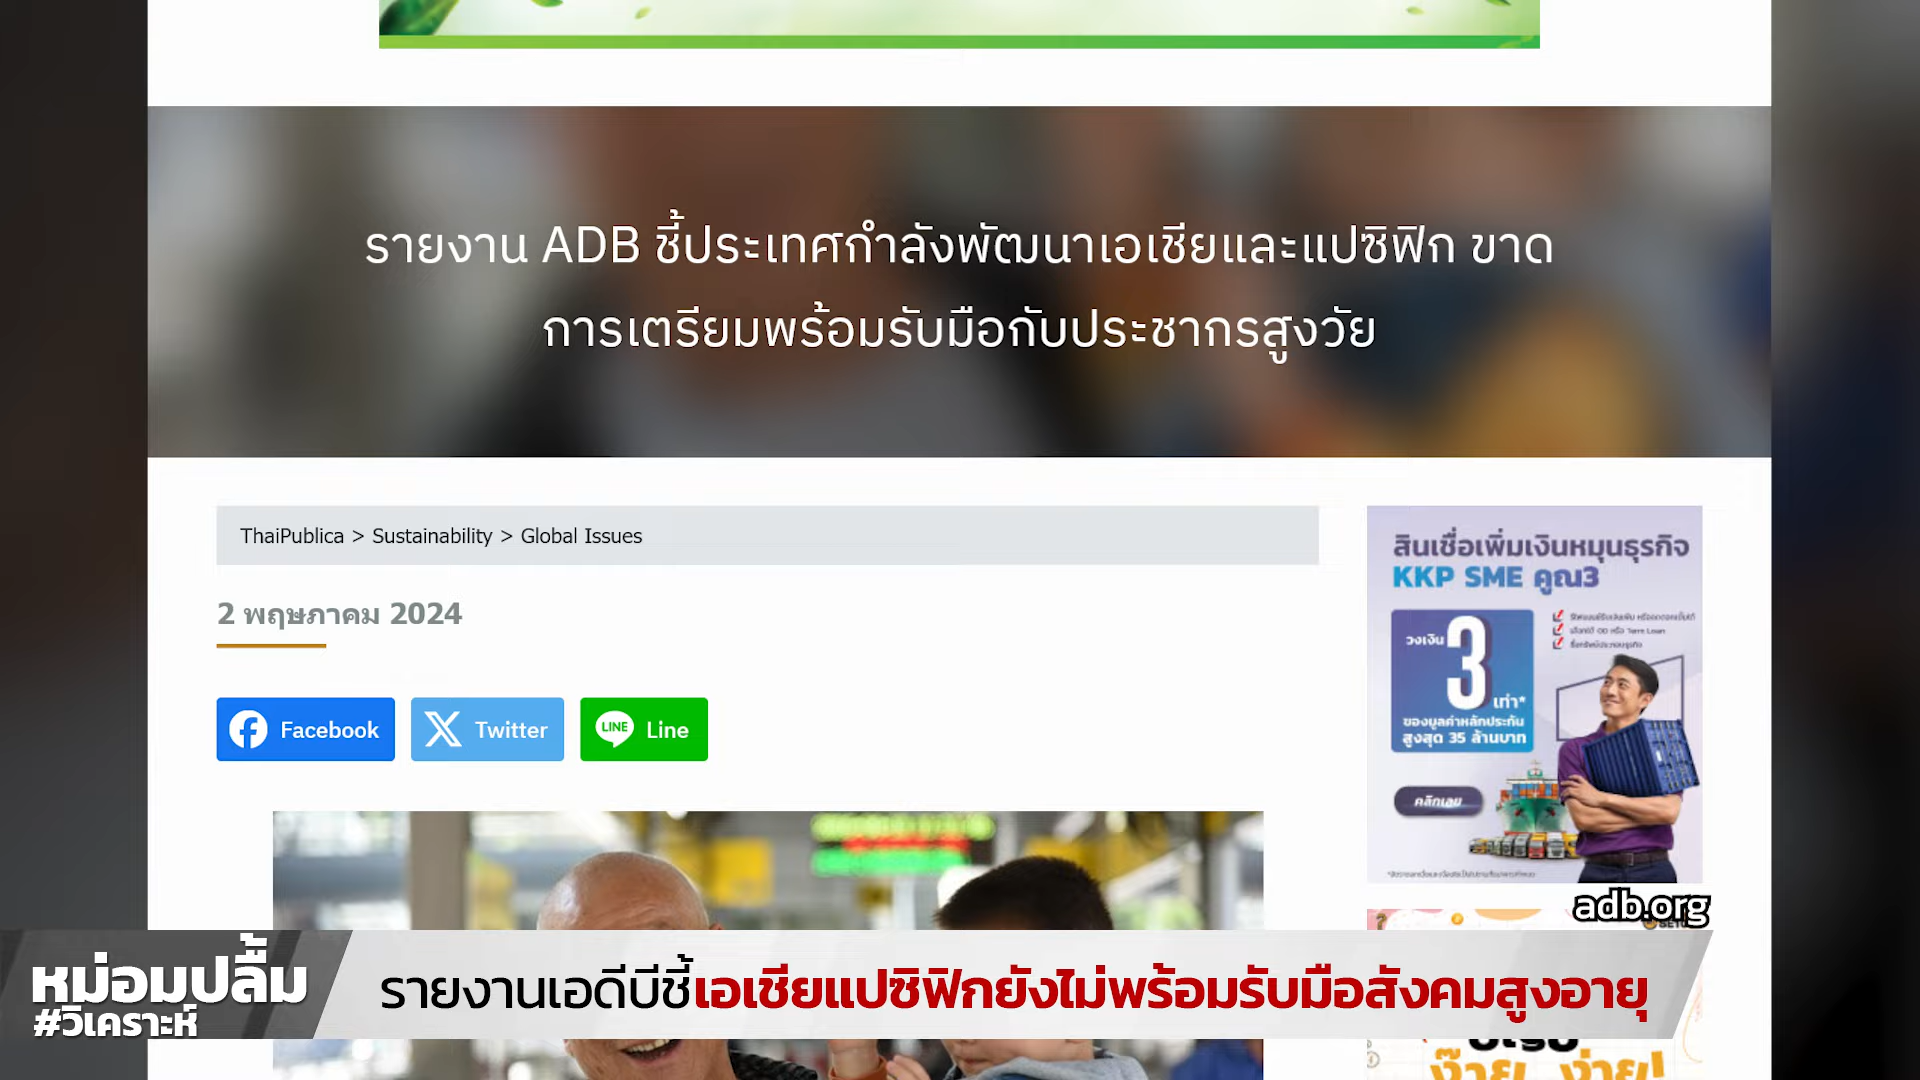 รายงาน ADB ชี้ประเทศกำลังพัฒนาเอเชียและแปซิฟิก ขาด
การเตรียมพร้อมรับมือกับประชากรสูงวัย
ThaiPublica > Sustainability > Global Issues
2 พฤษภาคม 2024
Facebook
Twitter
LINE
Line
สินเชื่อเพิ่มเงินหมุนธุรกิจ
KKP SME คูณ3
วงเงิน 3 เท่า*
ของมูลค่าหลักประกัน
สูงสุด 35 ล้านบาท
คลิกเลย
adb.org
หม่อมปลื้ม
#วิเคราะห์
รายงานเอดีบีชี้เอเชียแปซิฟิกยังไม่พร้อมรับมือสังคมสูงอายุ